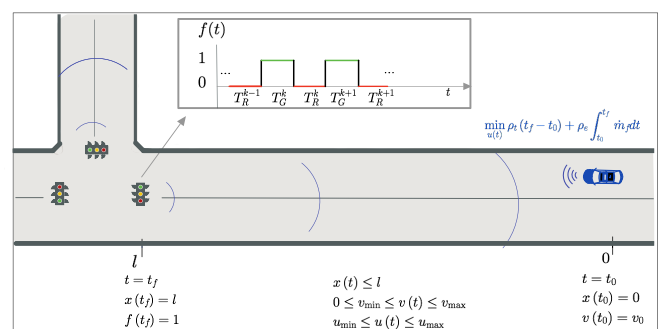 f(t)
1
0
...
...
T_R^{k-1} T_G^k T_R^k T_G^{k+1} T_R^{k+1} t
min_{u(t)} ρ_t (t_f − t_0) + ρ_e ∫_{t_0}^{t_f} ṁ_f dt
l
0
t = t_f
x (t_f) = l
f (t_f) = 1
x (t) ≤ l
0 ≤ v_min ≤ v (t) ≤ v_max
u_min ≤ u (t) ≤ u_max
t = t_0
x (t_0) = 0
v (t_0) = v_0